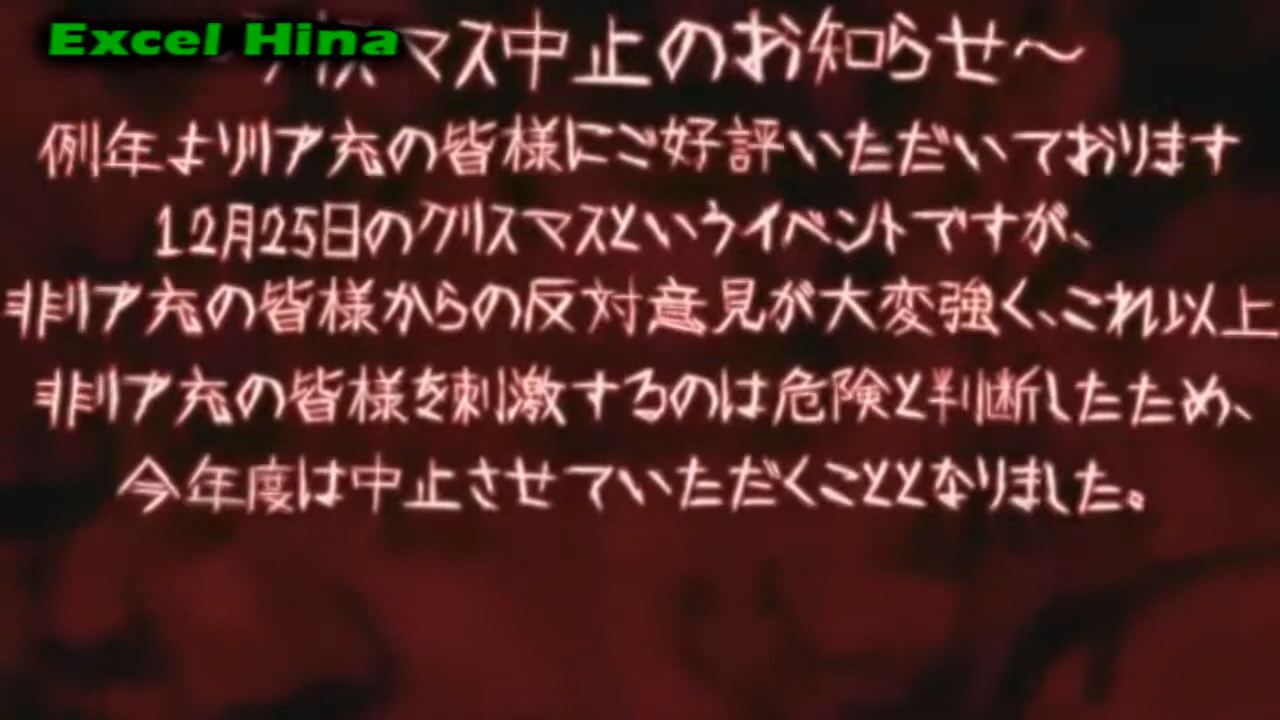 Excel Hina
マス中止のお知らせ～
例年よりリア充の皆様にご好評いただいております
12月25日のクリスマスというイベントですが、
非リア充の皆様からの反対意見が大変強く、これ以上
非リア充の皆様を刺激するのは危険と判断したため、
今年度は中止させていただくこととなりました。